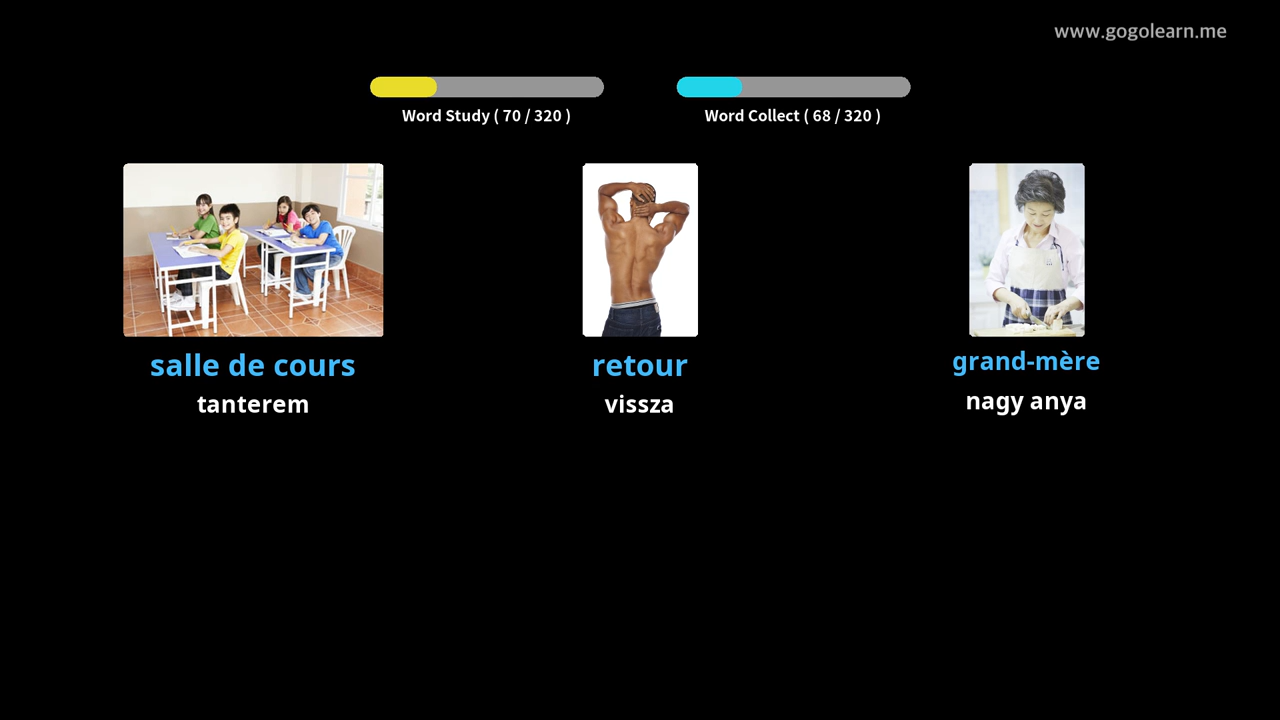 www.gogolearn.me
Word Study ( 70 / 320 )
Word Collect ( 68 / 320 )
salle de cours
tanterem
retour
vissza
grand-mère
nagy anya